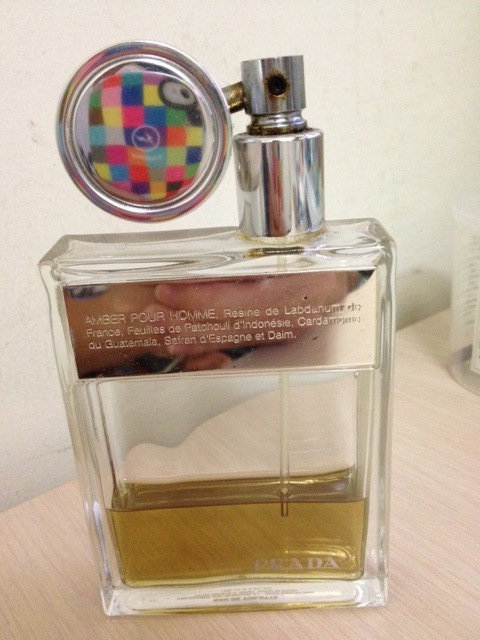 AMBER POUR HOMME, Résine de Labdanum de
France, Feuilles de Patchouli d'Indonésie, Cardamome
du Guatemala, Safran d'Espagne et Daim.
PRADA